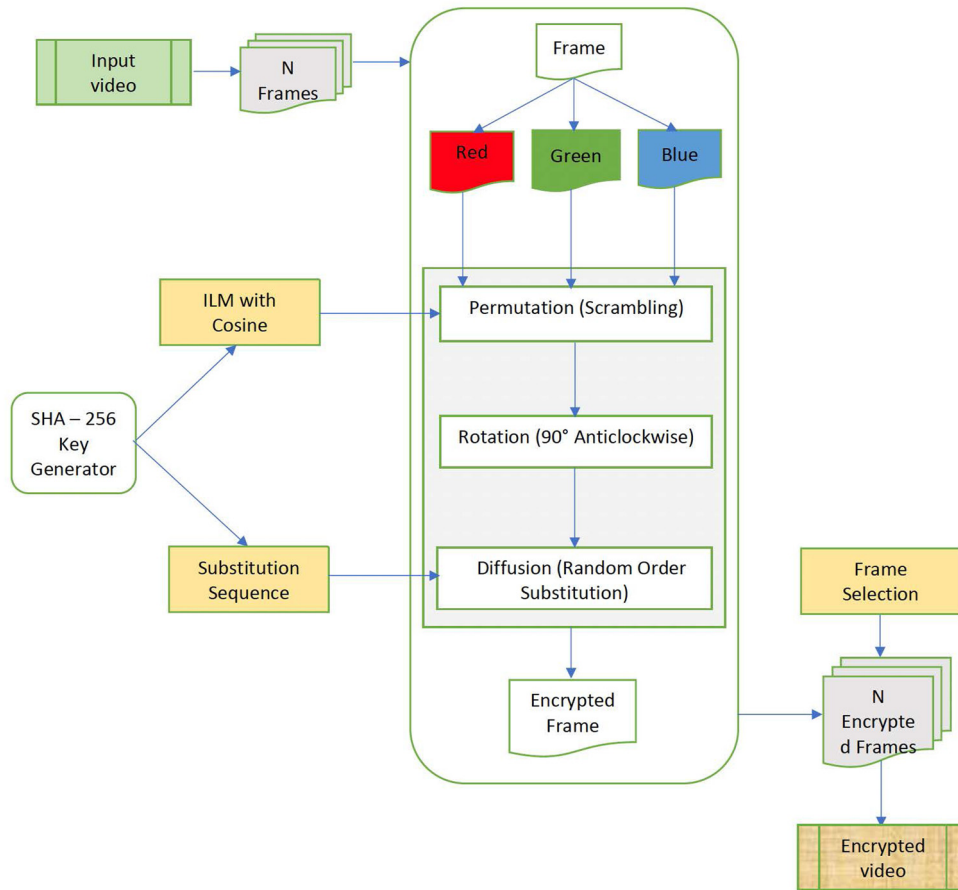 Input
video
N
Frames
Frame
Red
Green
Blue
ILM with
Cosine
Permutation (Scrambling)
SHA – 256
Key
Generator
Rotation (90° Anticlockwise)
Substitution
Sequence
Diffusion (Random Order
Substitution)
Frame
Selection
Encrypted
Frame
N
Encrypte
d Frames
Encrypted
video